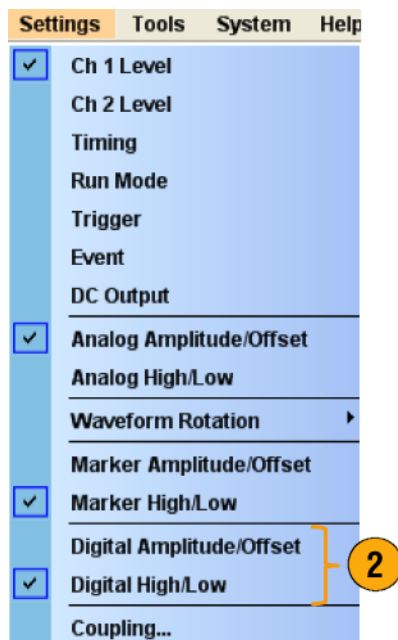 Settings Tools System Help
Ch 1 Level
Ch 2 Level
Timing
Run Mode
Trigger
Event
DC Output
Analog Amplitude/Offset
Analog High/Low
Waveform Rotation
Marker Amplitude/Offset
Marker High/Low
Digital Amplitude/Offset
2
Digital High/Low
Coupling...